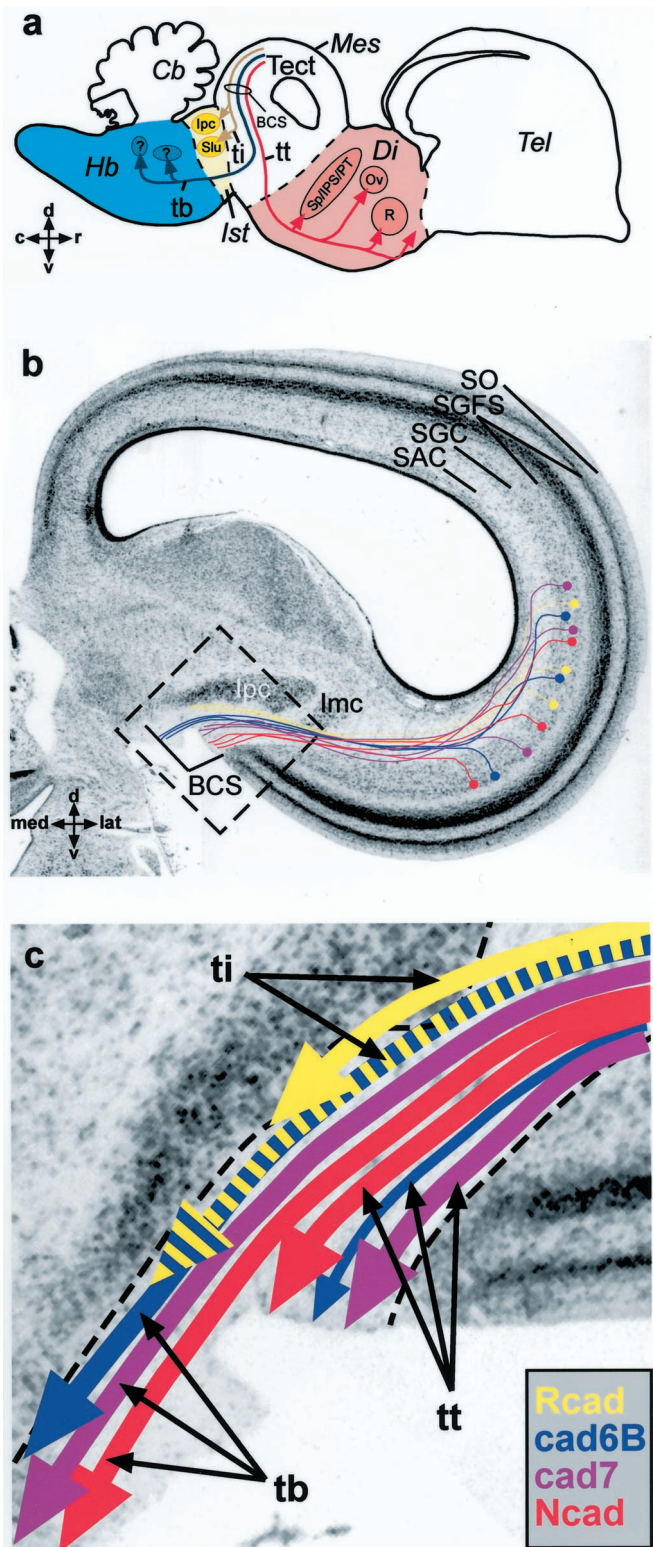 a
Cb
Mes
Tect
BCS
Ipc
Slu
ti
tt
Hb
?
?
tb
Ist
Di
Sp/IPS/PT
Ov
R
Tel
d
c
r
v
b
SO
SGFS
SGC
SAC
Ipc
Imc
BCS
d
med
lat
v
c
ti
tt
tb
Rcad
cad6B
cad7
Ncad